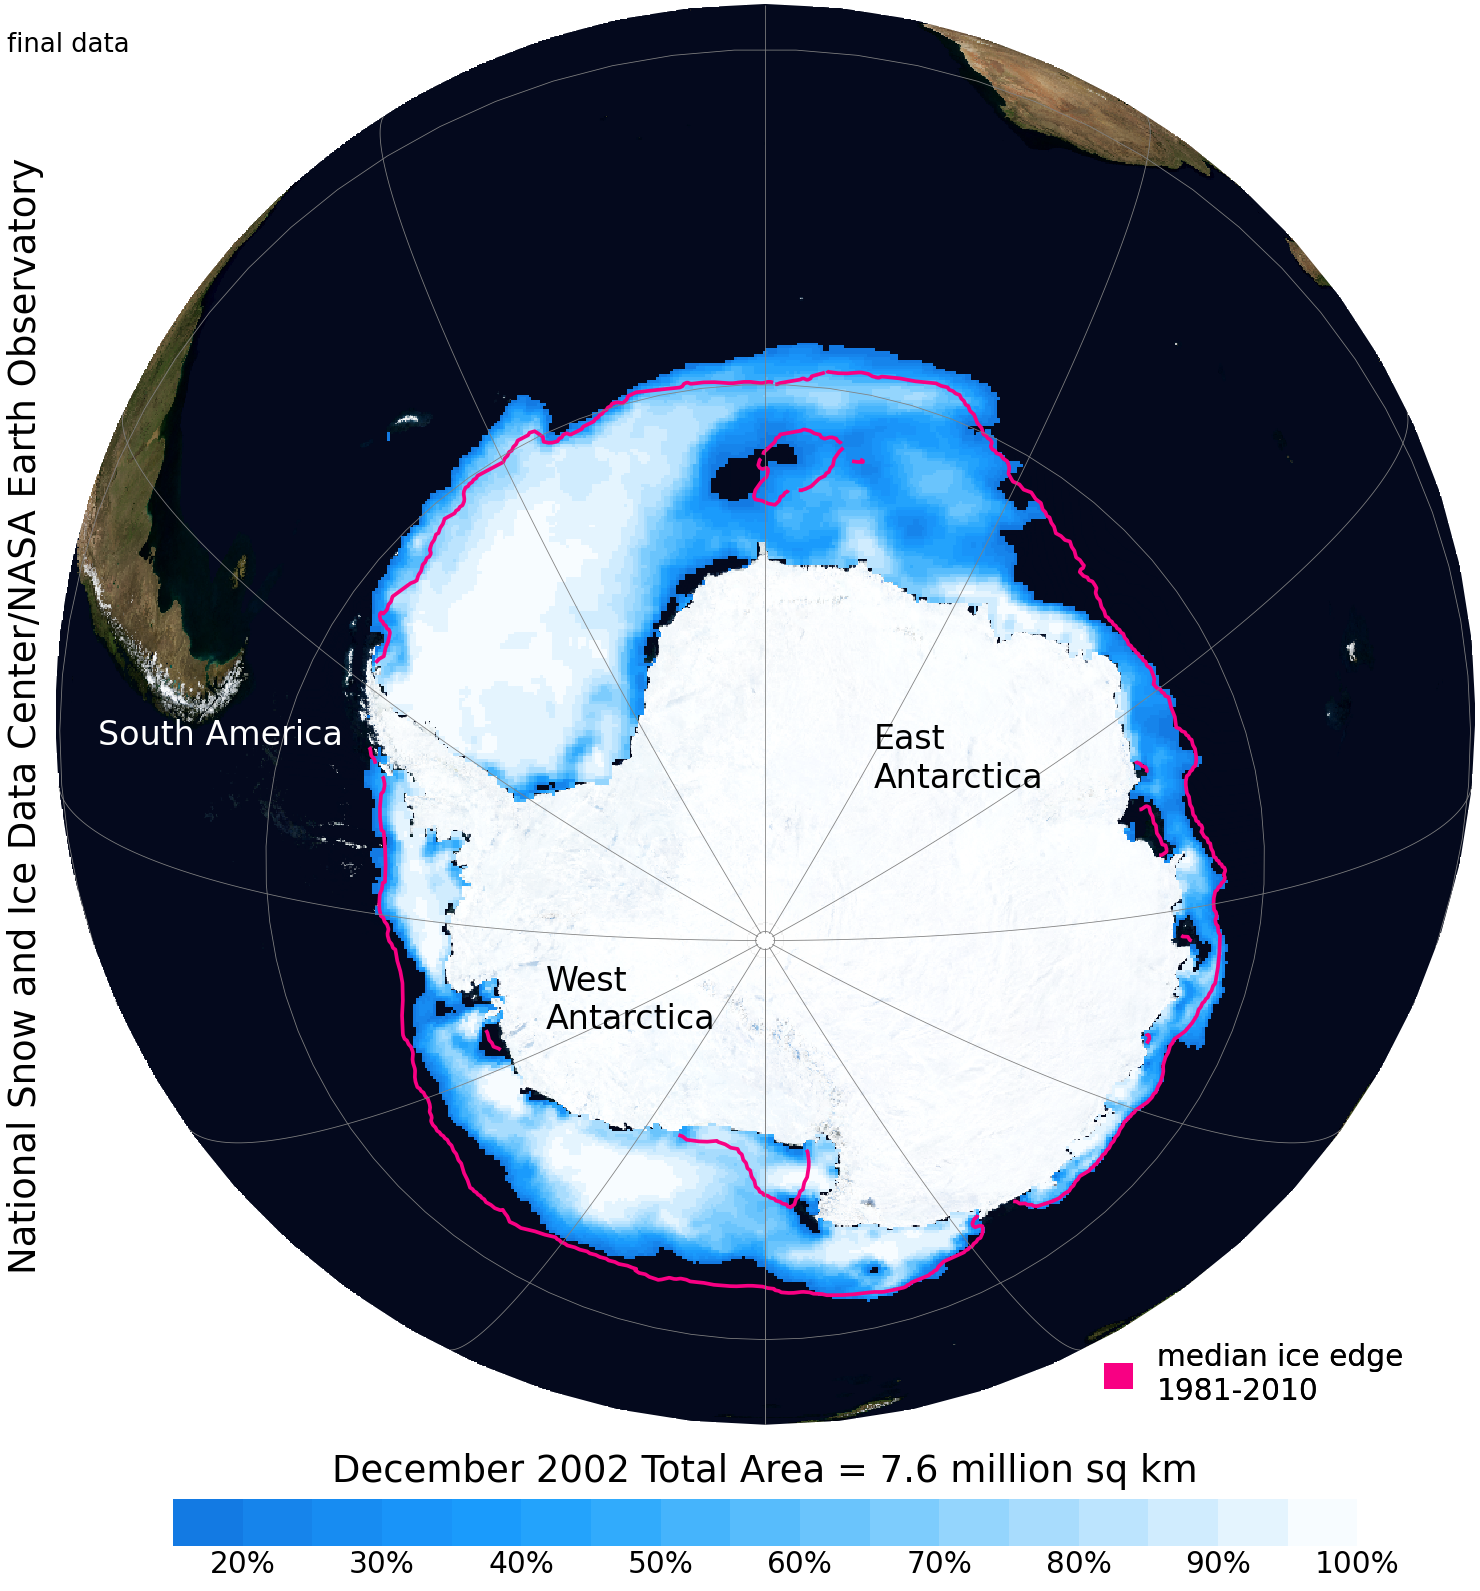 final data
National Snow and Ice Data Center/NASA Earth Observatory
South America
East
Antarctica
West
Antarctica
median ice edge
1981-2010
December 2002 Total Area = 7.6 million sq km
20% 30% 40% 50% 60% 70% 80% 90% 100%